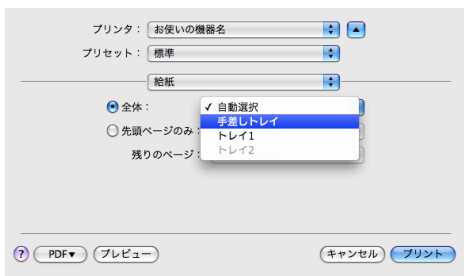 プリンタ： お使いの機器名
プリセット： 標準
給紙
全体： ✓ 自動選択
手差しトレイ
先頭ページのみ： トレイ1
残りのページ： トレイ2
? PDF▼ プレビュー キャンセル プリント